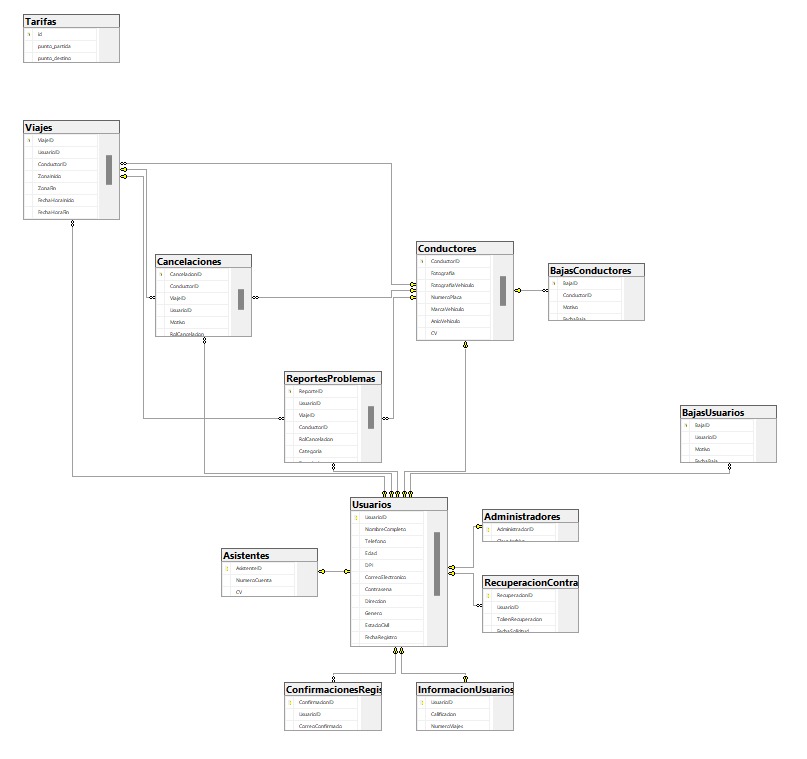 Tarifas
id
punto_partida
punto_destino
Viajes
ViajeID
UsuarioID
ConductorID
ZonaInicio
ZonaFin
FechaHoraInicio
FechaHoraFin
Cancelaciones
CancelacionID
ConductorID
ViajeID
UsuarioID
Motivo
RolCancelacion
Conductores
ConductorID
Fotografia
FotografiaVehiculo
NumeroPlaca
MarcaVehiculo
AnioVehiculo
CV
BajasConductores
BajaID
ConductorID
Motivo
FechaBaja
ReportesProblemas
ReporteID
UsuarioID
ViajeID
ConductorID
RolCancelacion
Categoria
BajasUsuarios
BajaID
UsuarioID
Motivo
FechaBaja
Usuarios
UsuarioID
NombreCompleto
Telefono
Edad
DPI
CorreoElectronico
Contrasena
Direccion
Genero
EstadoCivil
FechaRegistro
Administradores
AdministradorID
Asistentes
AsistenteID
NumeroCuenta
CV
RecuperacionContra
RecuperacionID
UsuarioID
TokenRecuperacion
FechaSolicitud
ConfirmacionesRegis
ConfirmacionID
UsuarioID
CorreoConfirmado
InformacionUsuarios
UsuarioID
Calificacion
NumeroViajes